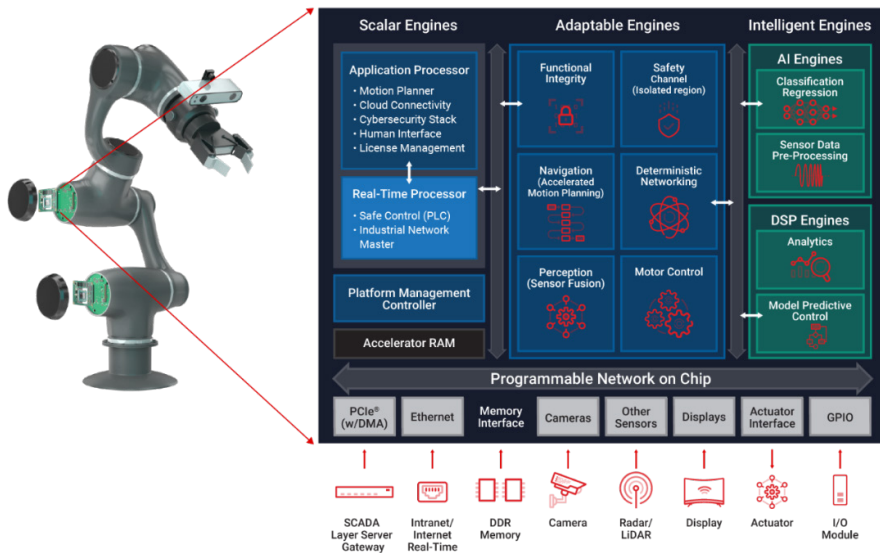 Scalar Engines
Application Processor
• Motion Planner
• Cloud Connectivity
• Cybersecurity Stack
• Human Interface
• License Management
Real-Time Processor
• Safe Control (PLC)
• Industrial Network
Master
Platform Management
Controller
Accelerator RAM
Adaptable Engines
Functional
Integrity
Safety
Channel
(Isolated region)
Navigation
(Accelerated
Motion Planning)
Deterministic
Networking
Perception
(Sensor Fusion)
Motor Control
Intelligent Engines
AI Engines
Classification
Regression
Sensor Data
Pre-Processing
DSP Engines
Analytics
Model Predictive
Control
Programmable Network on Chip
PCIe®
(w/DMA)
Ethernet
Memory
Interface
Cameras
Other
Sensors
Displays
Actuator
Interface
GPIO
SCADA
Layer Server
Gateway
Intranet/
Internet
Real-Time
DDR
Memory
Camera
Radar/
LiDAR
Display
Actuator
I/O
Module